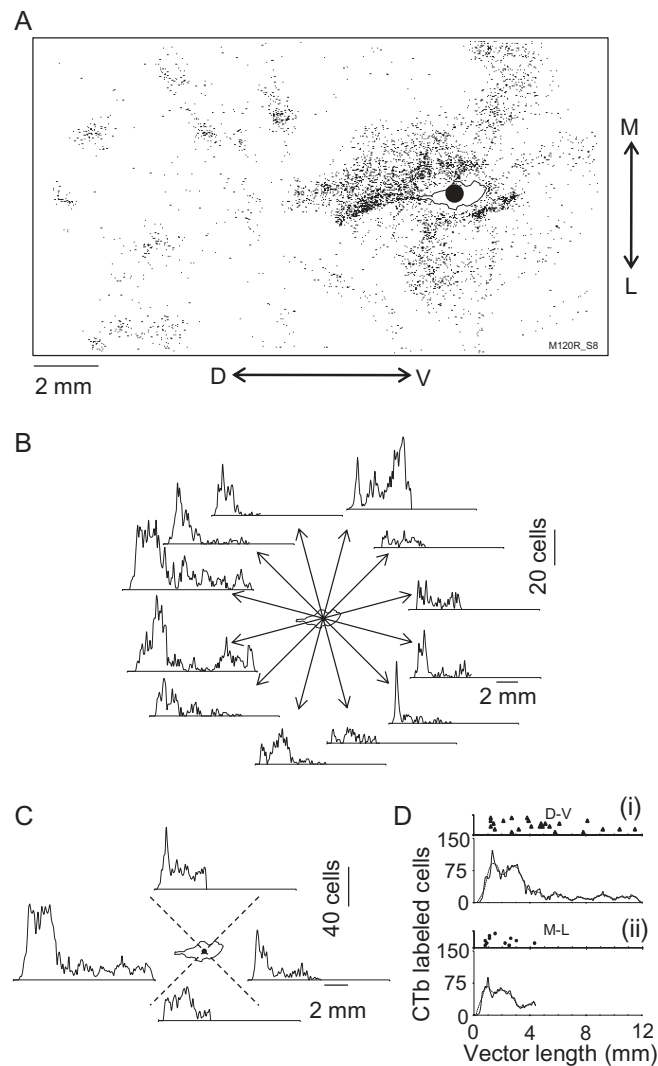 A
M
L
M120R_S8
2 mm
D
V
B
20 cells
2 mm
C
40 cells
2 mm
D
(i)
D-V
150
75
0
(ii)
M-L
150
75
0
CTb labeled cells
0 4 8 12
Vector length (mm)